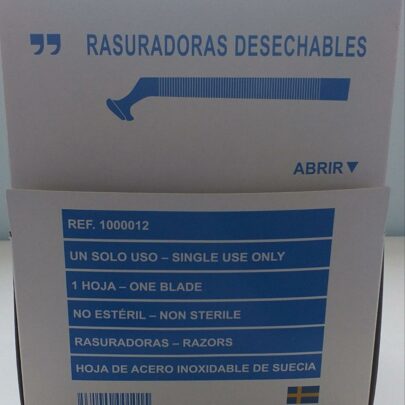 RASURADORAS DESECHABLES
ABRIR
REF. 1000012
UN SOLO USO – SINGLE USE ONLY
1 HOJA – ONE BLADE
NO ESTÉRIL – NON STERILE
RASURADORAS – RAZORS
HOJA DE ACERO INOXIDABLE DE SUECIA